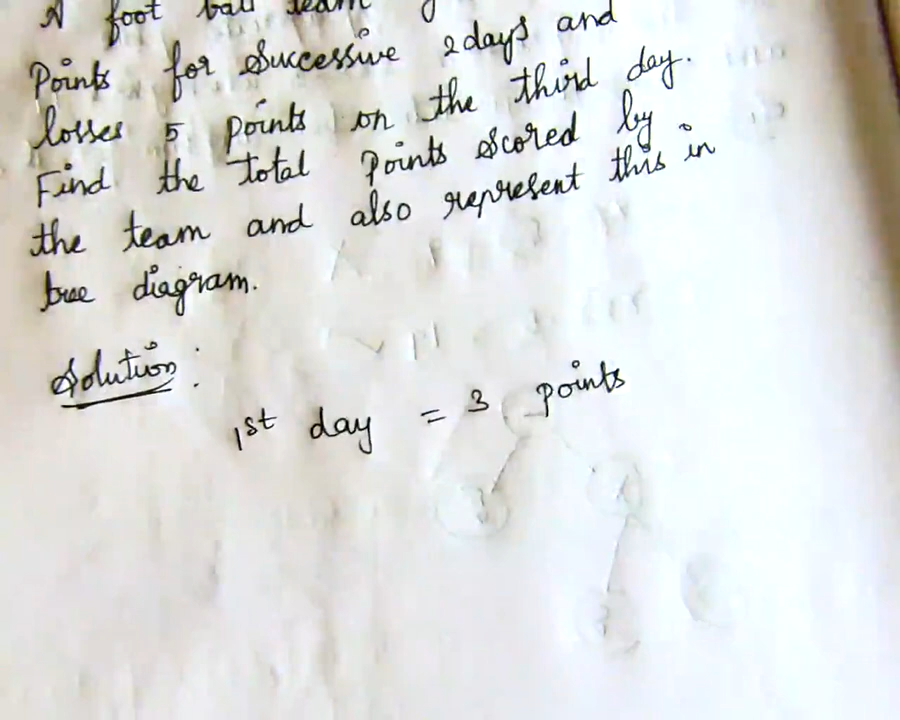 A foot ball team
Points for Successive 2days and
losses 5 points on the third day.
Find the total Points Scored by
the team and also represent this in
tree diagram.
Solution:
1st day = 3 points